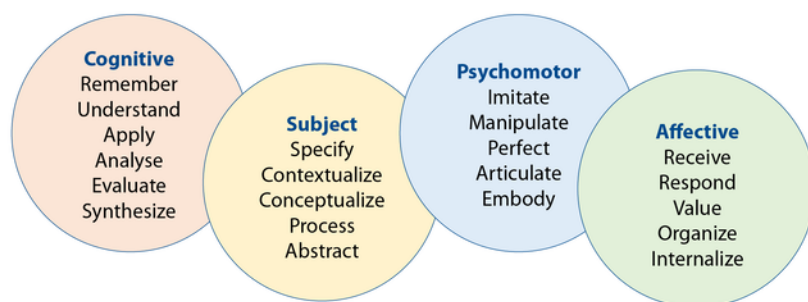 Cognitive
Remember
Understand
Apply
Analyse
Evaluate
Synthesize
Subject
Specify
Contextualize
Conceptualize
Process
Abstract
Psychomotor
Imitate
Manipulate
Perfect
Articulate
Embody
Affective
Receive
Respond
Value
Organize
Internalize